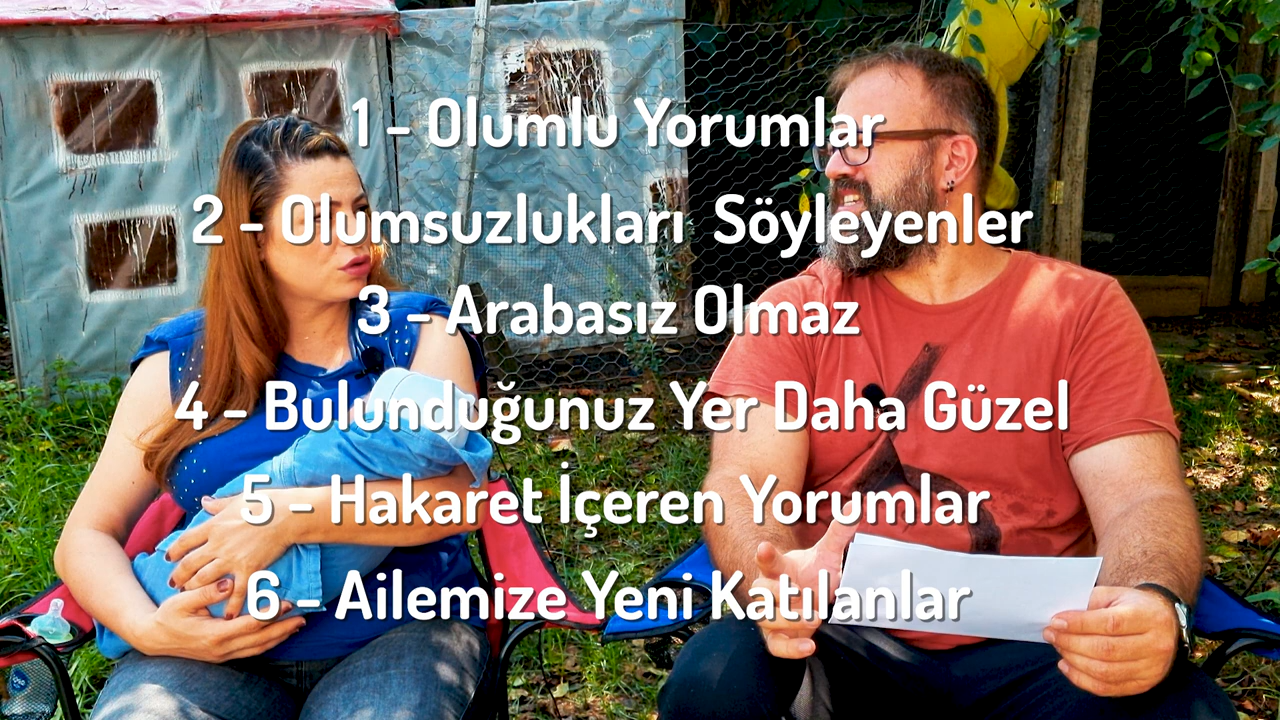 1 - Olumlu Yorumlar
2 - Olumsuzlukları Söyleyenler
3 - Arabasız Olmaz
4 - Bulunduğunuz Yer Daha Güzel
5 - Hakaret İçeren Yorumlar
6 - Ailemize Yeni Katılanlar